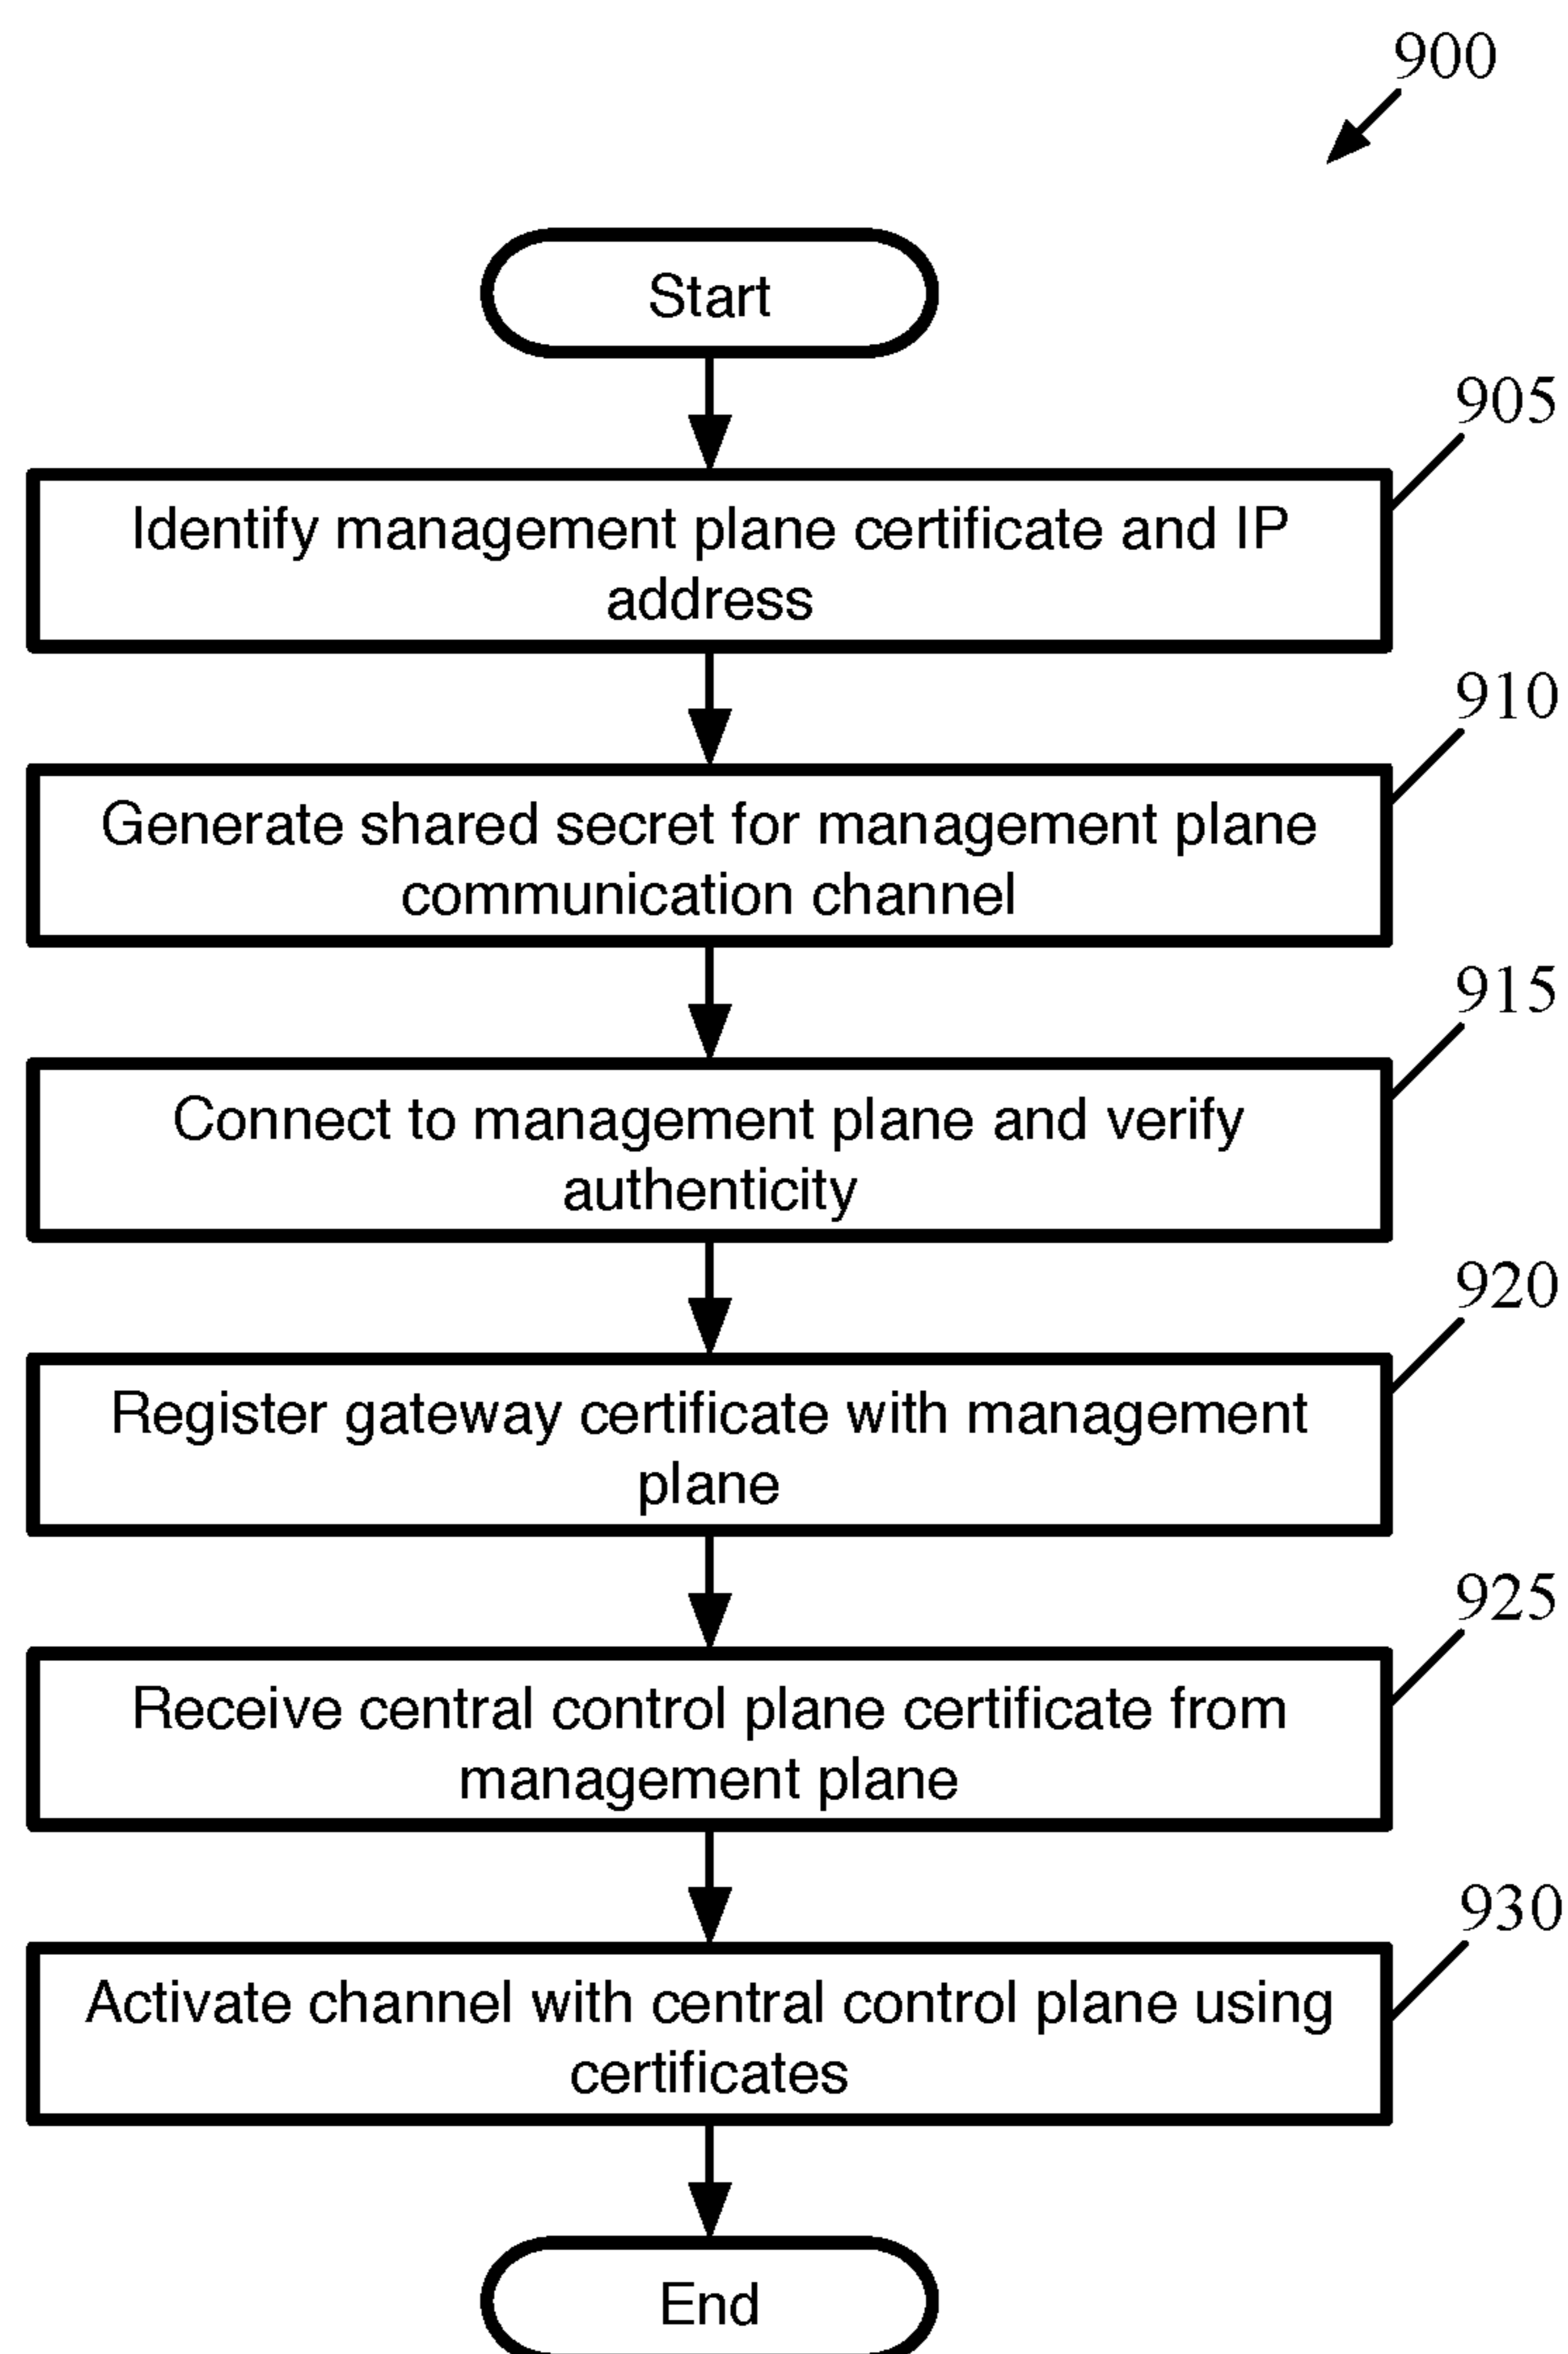 900
Start
905
Identify management plane certificate and IP
address
910
Generate shared secret for management plane
communication channel
915
Connect to management plane and verify
authenticity
920
Register gateway certificate with management
plane
925
Receive central control plane certificate from
management plane
930
Activate channel with central control plane using
certificates
End